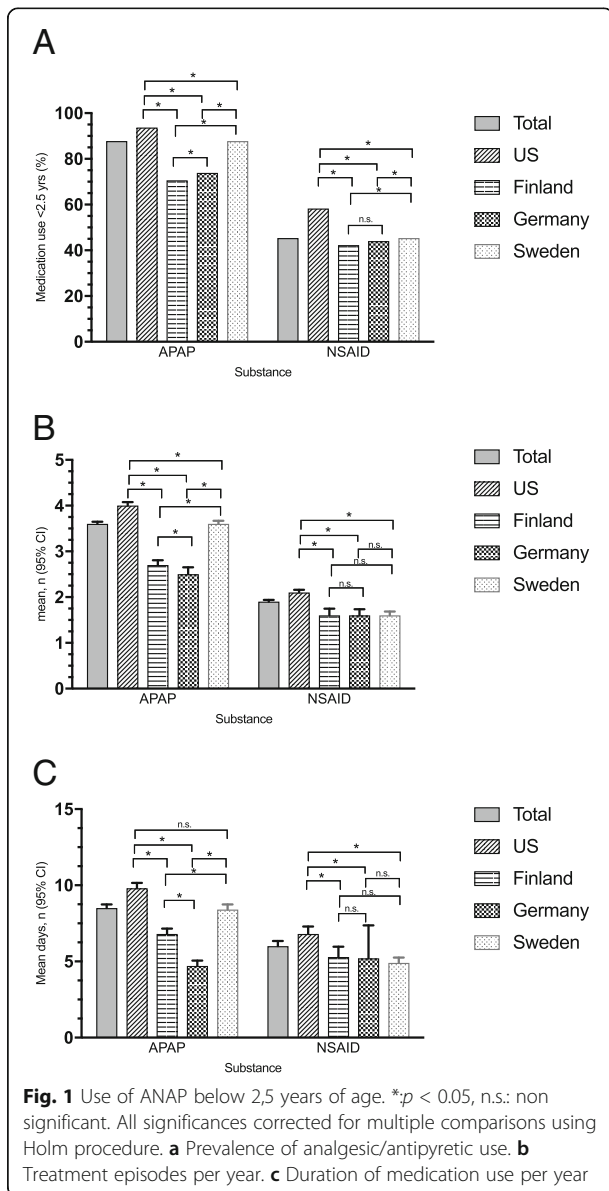 A
* 
* 
* * *
*
*
100
80
60
40
20
0
Medication use <2.5 yrs (%)
Total
US
Finland
Germany
Sweden
*
*
* *
*
n.s.
APAP NSAID
Substance
B
5
4
3
2
1
0
mean, n (95% CI)
*
*
* *
*
*
*
*
* n.s.
n.s.
n.s.
Total
US
Finland
Germany
Sweden
APAP NSAID
Substance
C
15
10
5
0
Mean days, n (95% CI)
n.s.
*
* *
*
*
*
*
* n.s.
n.s.
n.s.
Total
US
Finland
Germany
Sweden
APAP NSAID
Substance
Fig. 1 Use of ANAP below 2,5 years of age. *:p < 0.05, n.s.: non
significant. All significances corrected for multiple comparisons using
Holm procedure. a Prevalence of analgesic/antipyretic use. b
Treatment episodes per year. c Duration of medication use per year